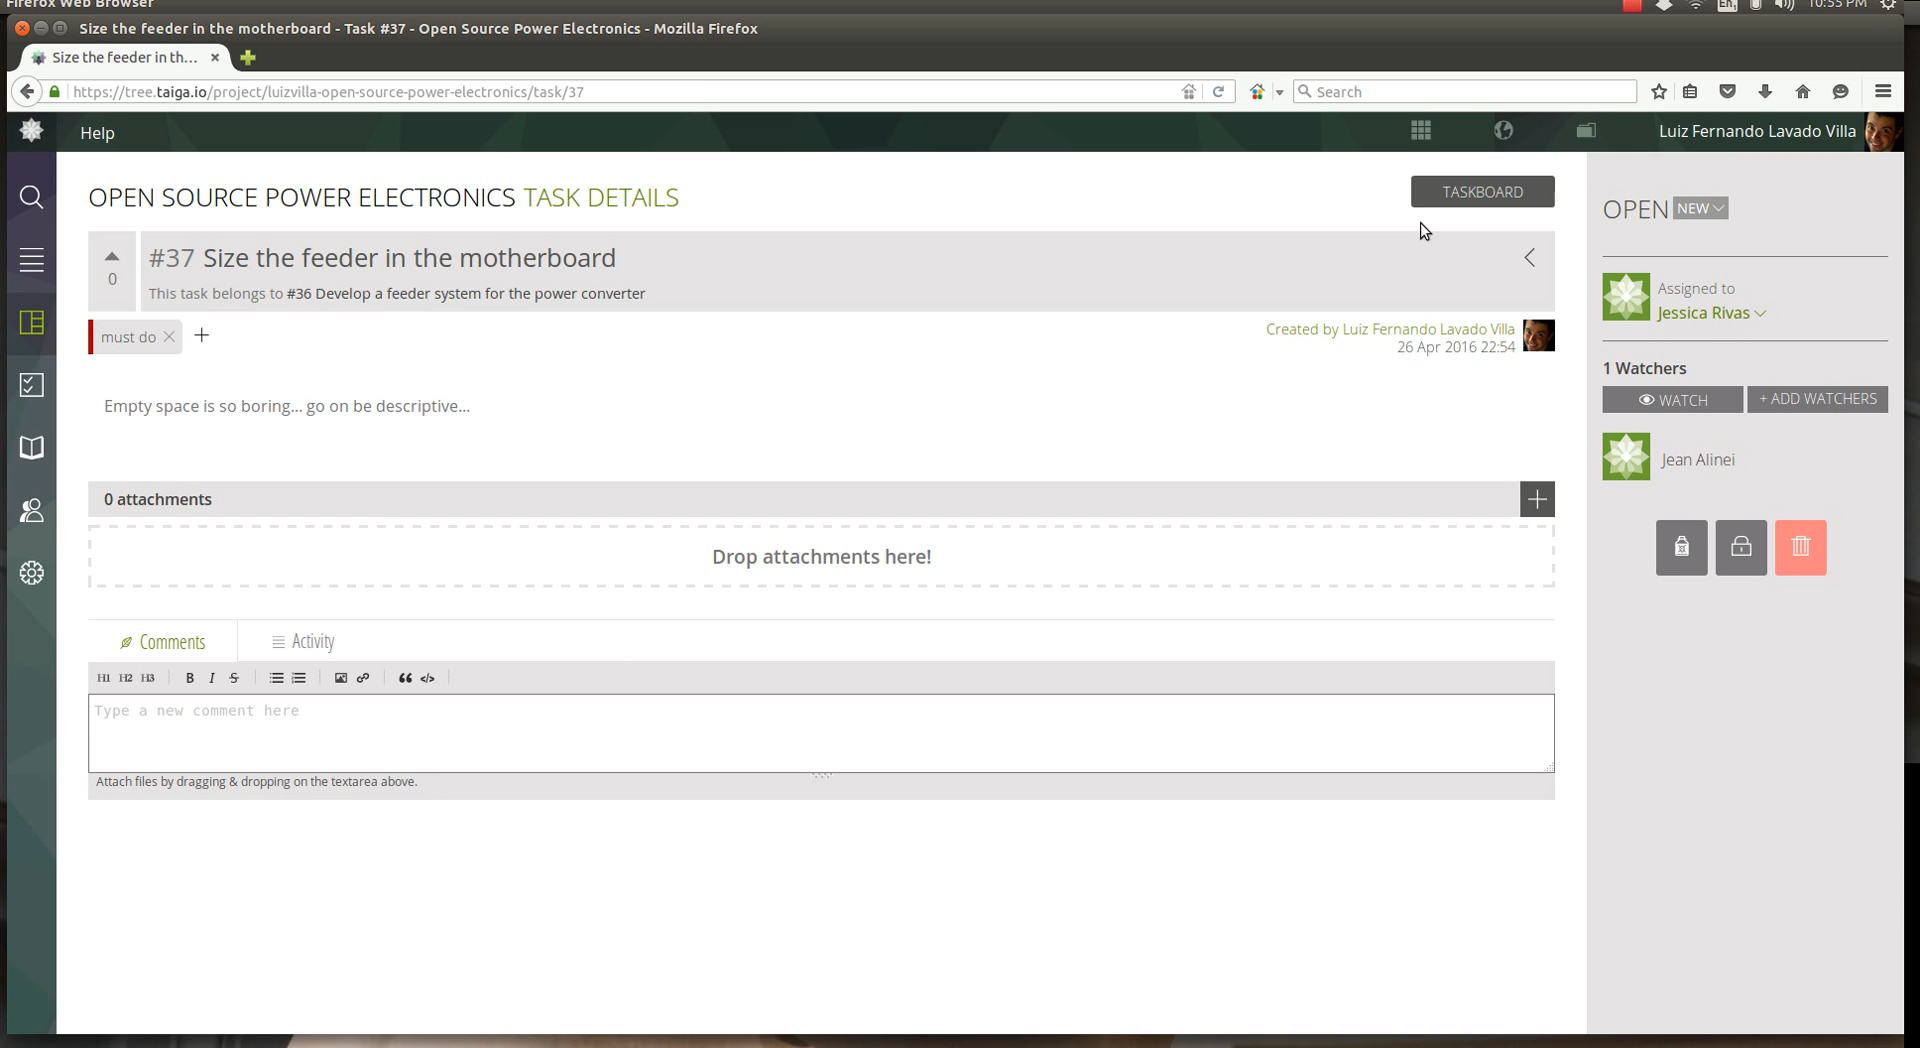 Firefox Web Browser
En
10:55 PM
Size the feeder in the motherboard - Task #37 - Open Source Power Electronics - Mozilla Firefox
Size the feeder in th...
https://tree.taiga.io/project/luizvilla-open-source-power-electronics/task/37
Search
Help
Luiz Fernando Lavado Villa
OPEN SOURCE POWER ELECTRONICS TASK DETAILS
TASKBOARD
0
#37 Size the feeder in the motherboard
This task belongs to #36 Develop a feeder system for the power converter
must do
Created by Luiz Fernando Lavado Villa
26 Apr 2016 22:54
Empty space is so boring... go on be descriptive...
0 attachments
Drop attachments here!
Comments
Activity
H1 H2 H3 B I S
Type a new comment here
Attach files by dragging & dropping on the textarea above.
OPEN NEW
Assigned to
Jessica Rivas
1 Watchers
WATCH
+ ADD WATCHERS
Jean Alinei